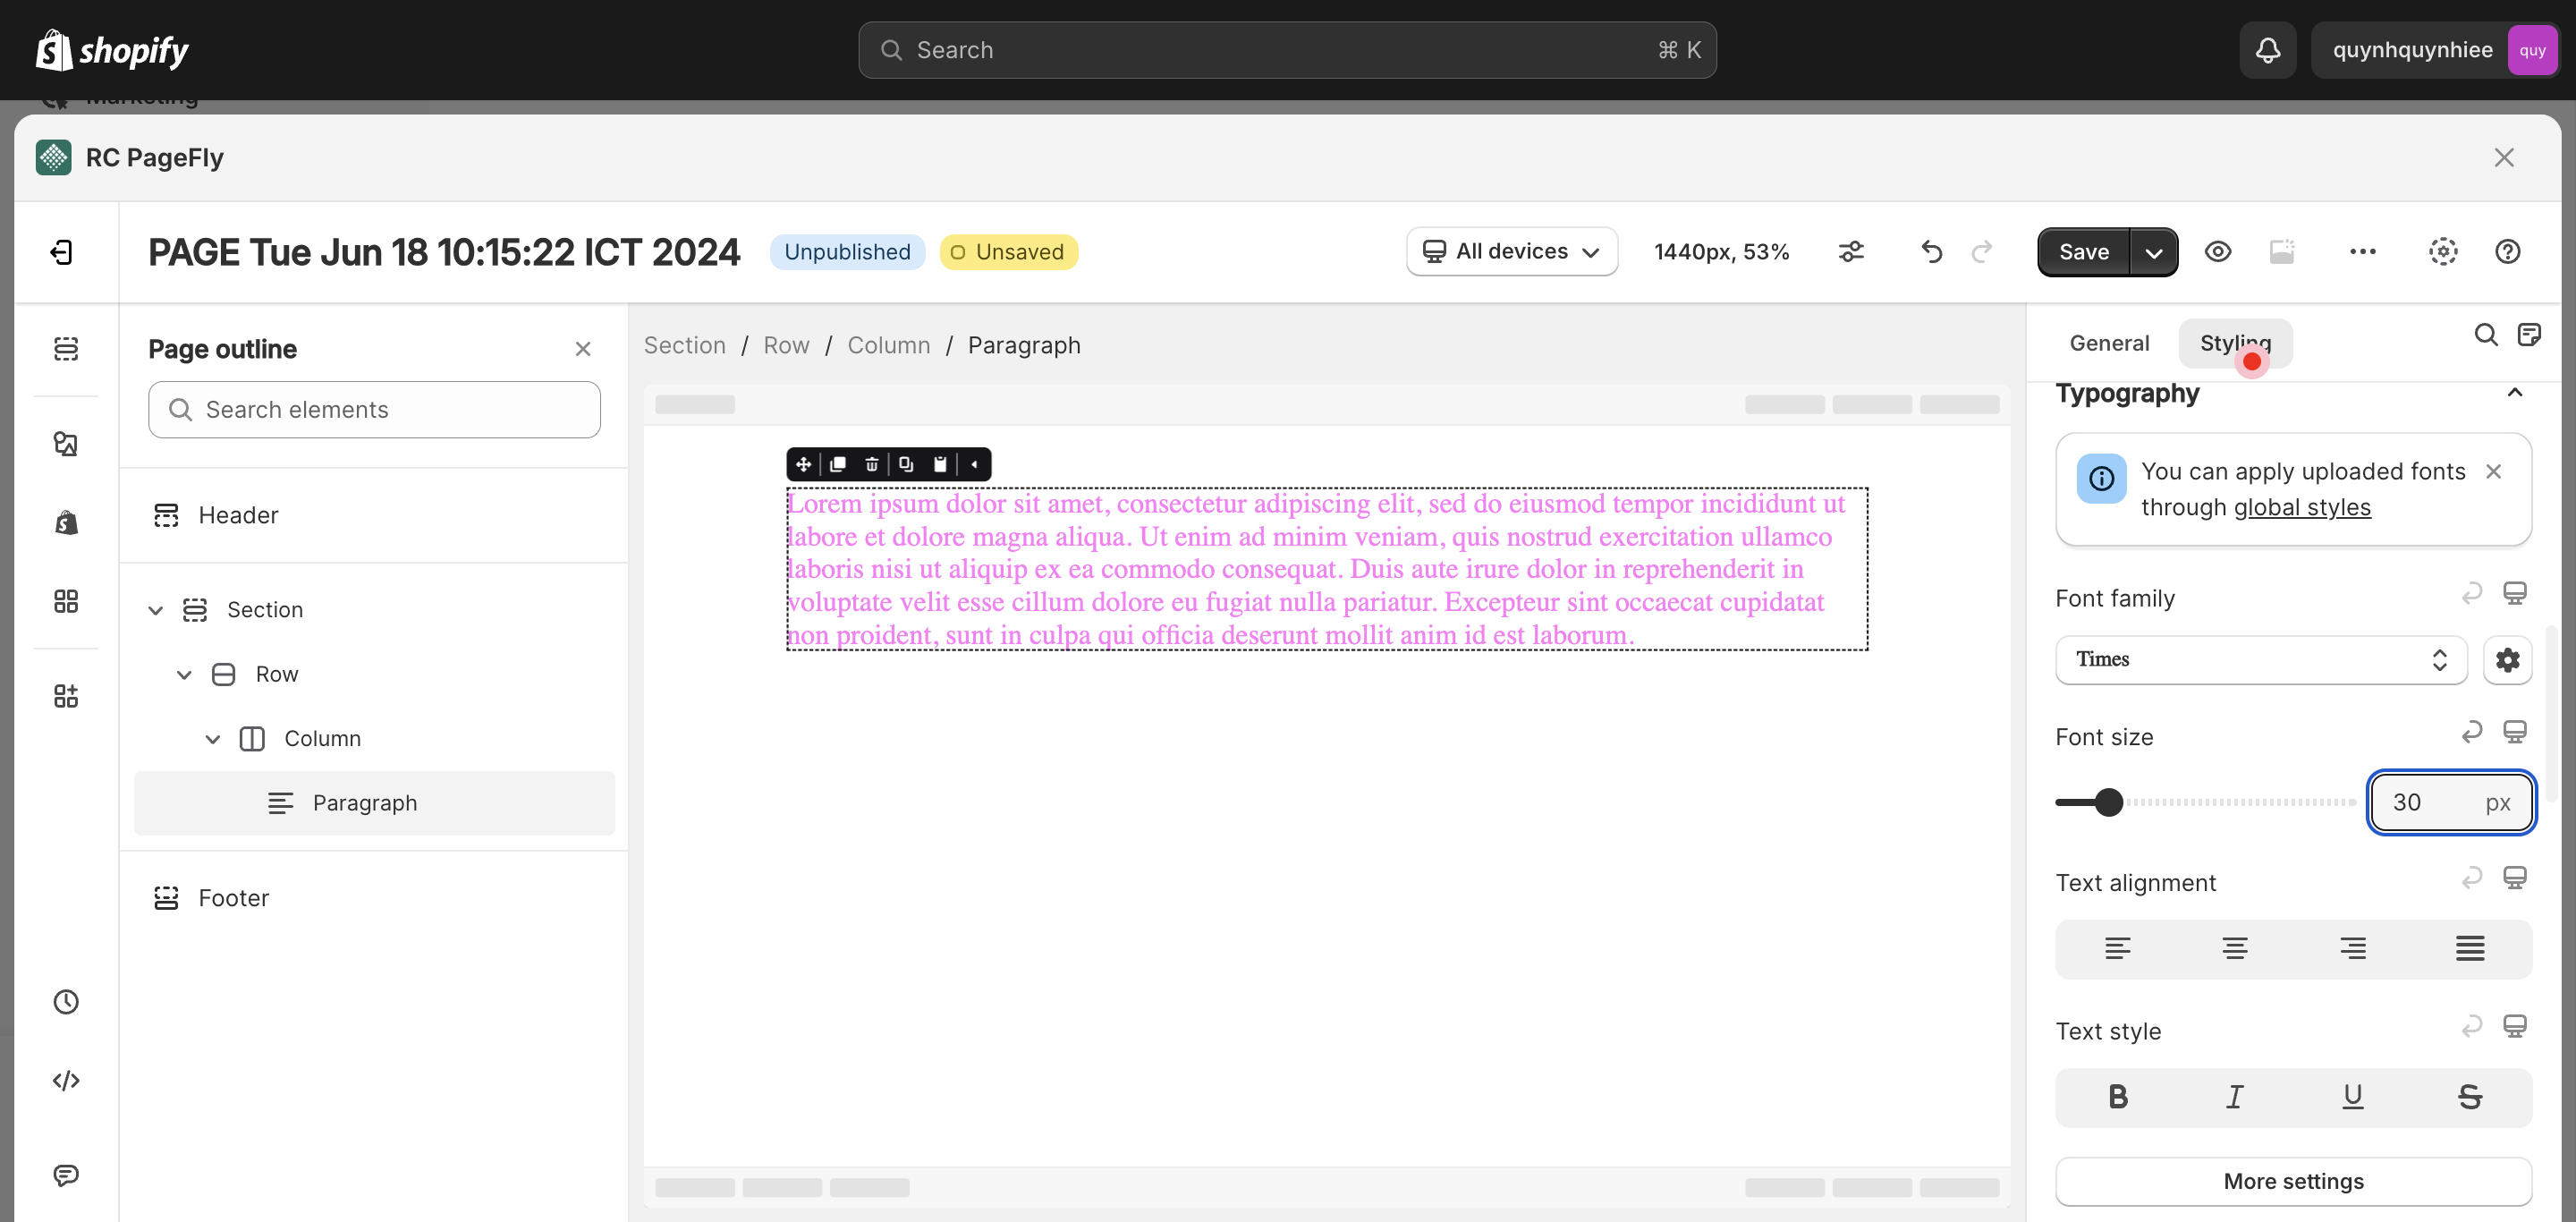 shopify
Search
⌘ K
quynhquynhiee
quy
Marketing
RC PageFly
PAGE Tue Jun 18 10:15:22 ICT 2024
Unpublished
Unsaved
All devices
1440px, 53%
Save
Page outline
Search elements
Header
Section
Row
Column
Paragraph
Footer
Section / Row / Column / Paragraph
Lorem ipsum dolor sit amet, consectetur adipiscing elit, sed do eiusmod tempor incididunt ut
labore et dolore magna aliqua. Ut enim ad minim veniam, quis nostrud exercitation ullamco
laboris nisi ut aliquip ex ea commodo consequat. Duis aute irure dolor in reprehenderit in
voluptate velit esse cillum dolore eu fugiat nulla pariatur. Excepteur sint occaecat cupidatat
non proident, sunt in culpa qui officia deserunt mollit anim id est laborum.
General
Styling
Typography
You can apply uploaded fonts
through global styles
Font family
Times
Font size
30 px
Text alignment
Text style
B I U S
More settings